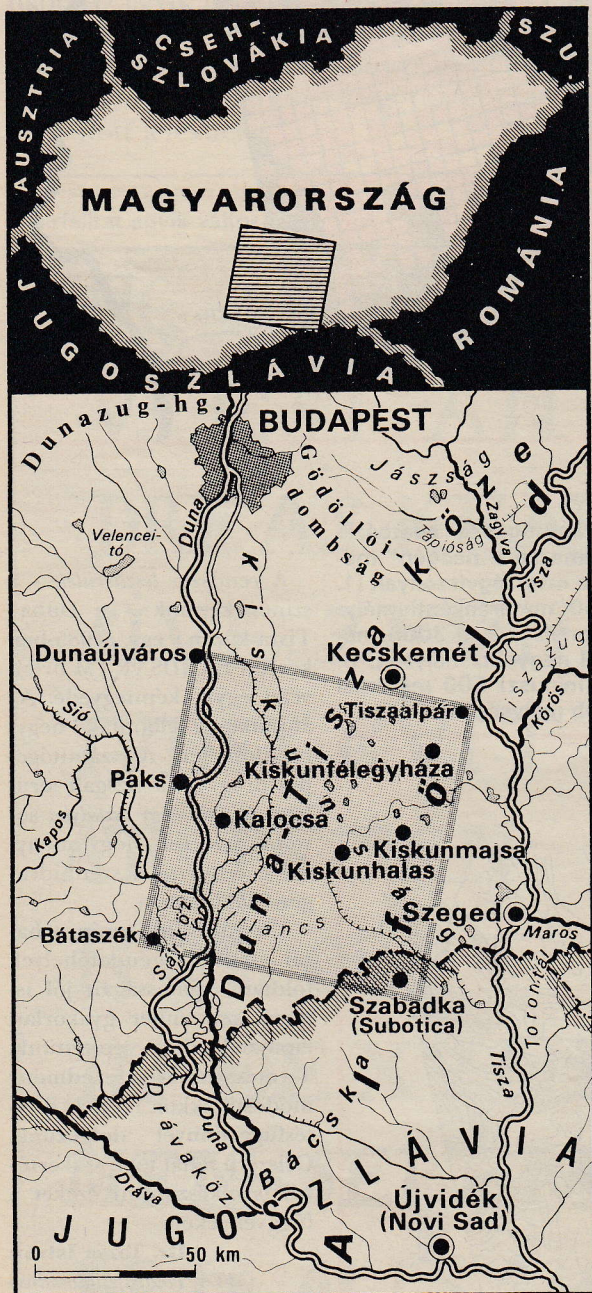 AUSZTRIA
CSEH-
SZLOVÁKIA
SZU.
MAGYARORSZÁG
ROMÁNIA
JUGOSZLÁVIA
Dunazug-hg.
BUDAPEST
Gödöllői-
dombság
Jászság
Tápióság
Zagyva
Tisza
Velencei-
tó
Duna
Kiskunság
Duna-Tisza köze
Alföld
Dunaújváros
Kecskemét
Tiszazug
Tiszaalpár
Körös
Sió
Kiskunfélegyháza
Paks
Kalocsa
Kapos
Kiskunmajsa
Kiskunhalas
Szeged
Maros
Illancs
Sárköz
Bátaszék
Szabadka
(Subotica)
Torontál
Tisza
Bácska
Duna
Drávaköz
Dráva
Újvidék
(Novi Sad)
JUGOSZLÁVIA
0 50 km